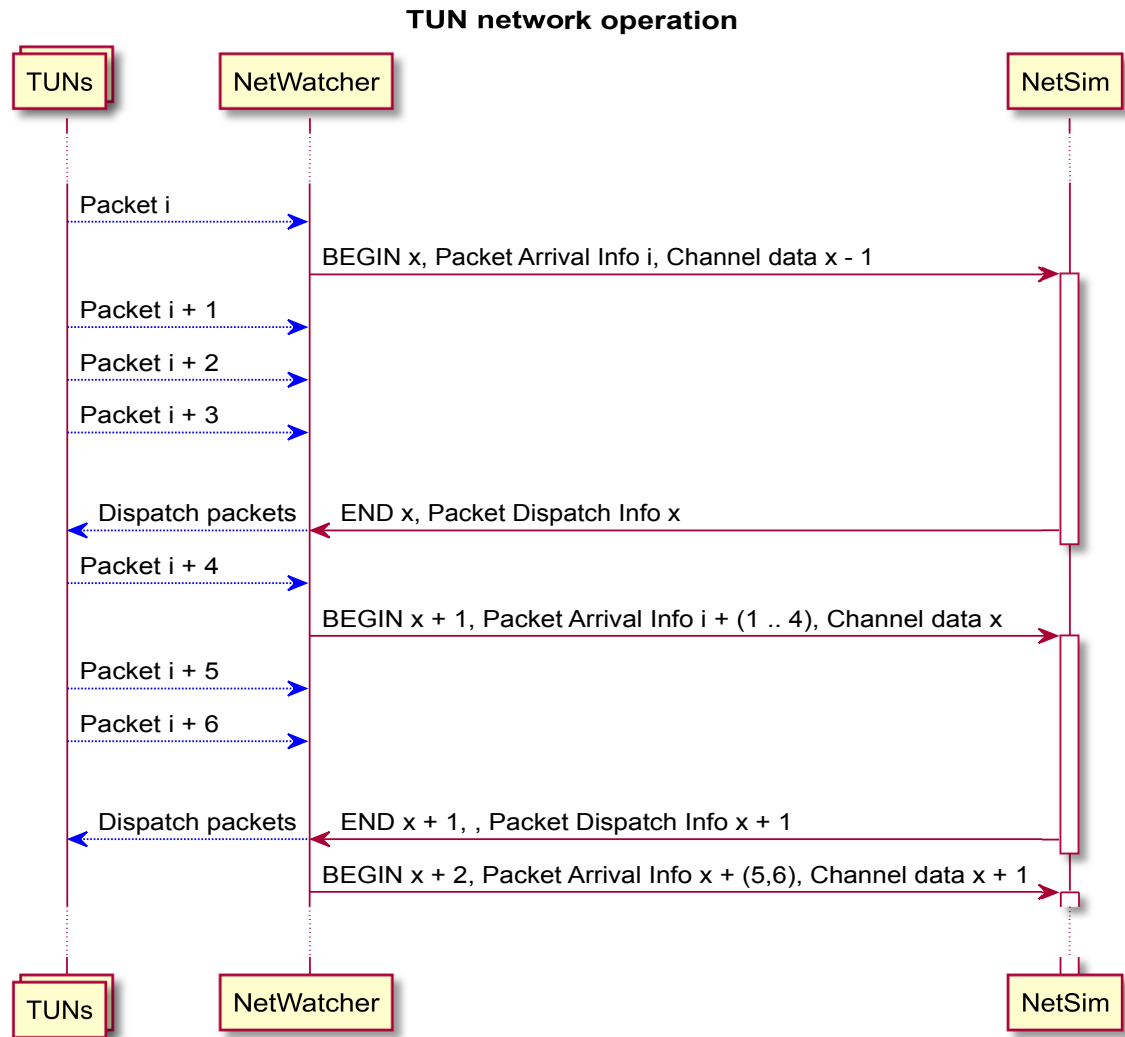 TUN network operation
TUNs
NetWatcher
NetSim
Packet i
BEGIN x, Packet Arrival Info i, Channel data x - 1
Packet i + 1
Packet i + 2
Packet i + 3
Dispatch packets
END x, Packet Dispatch Info x
Packet i + 4
BEGIN x + 1, Packet Arrival Info i + (1 .. 4), Channel data x
Packet i + 5
Packet i + 6
Dispatch packets
END x + 1, , Packet Dispatch Info x + 1
BEGIN x + 2, Packet Arrival Info x + (5,6), Channel data x + 1
TUNs
NetWatcher
NetSim